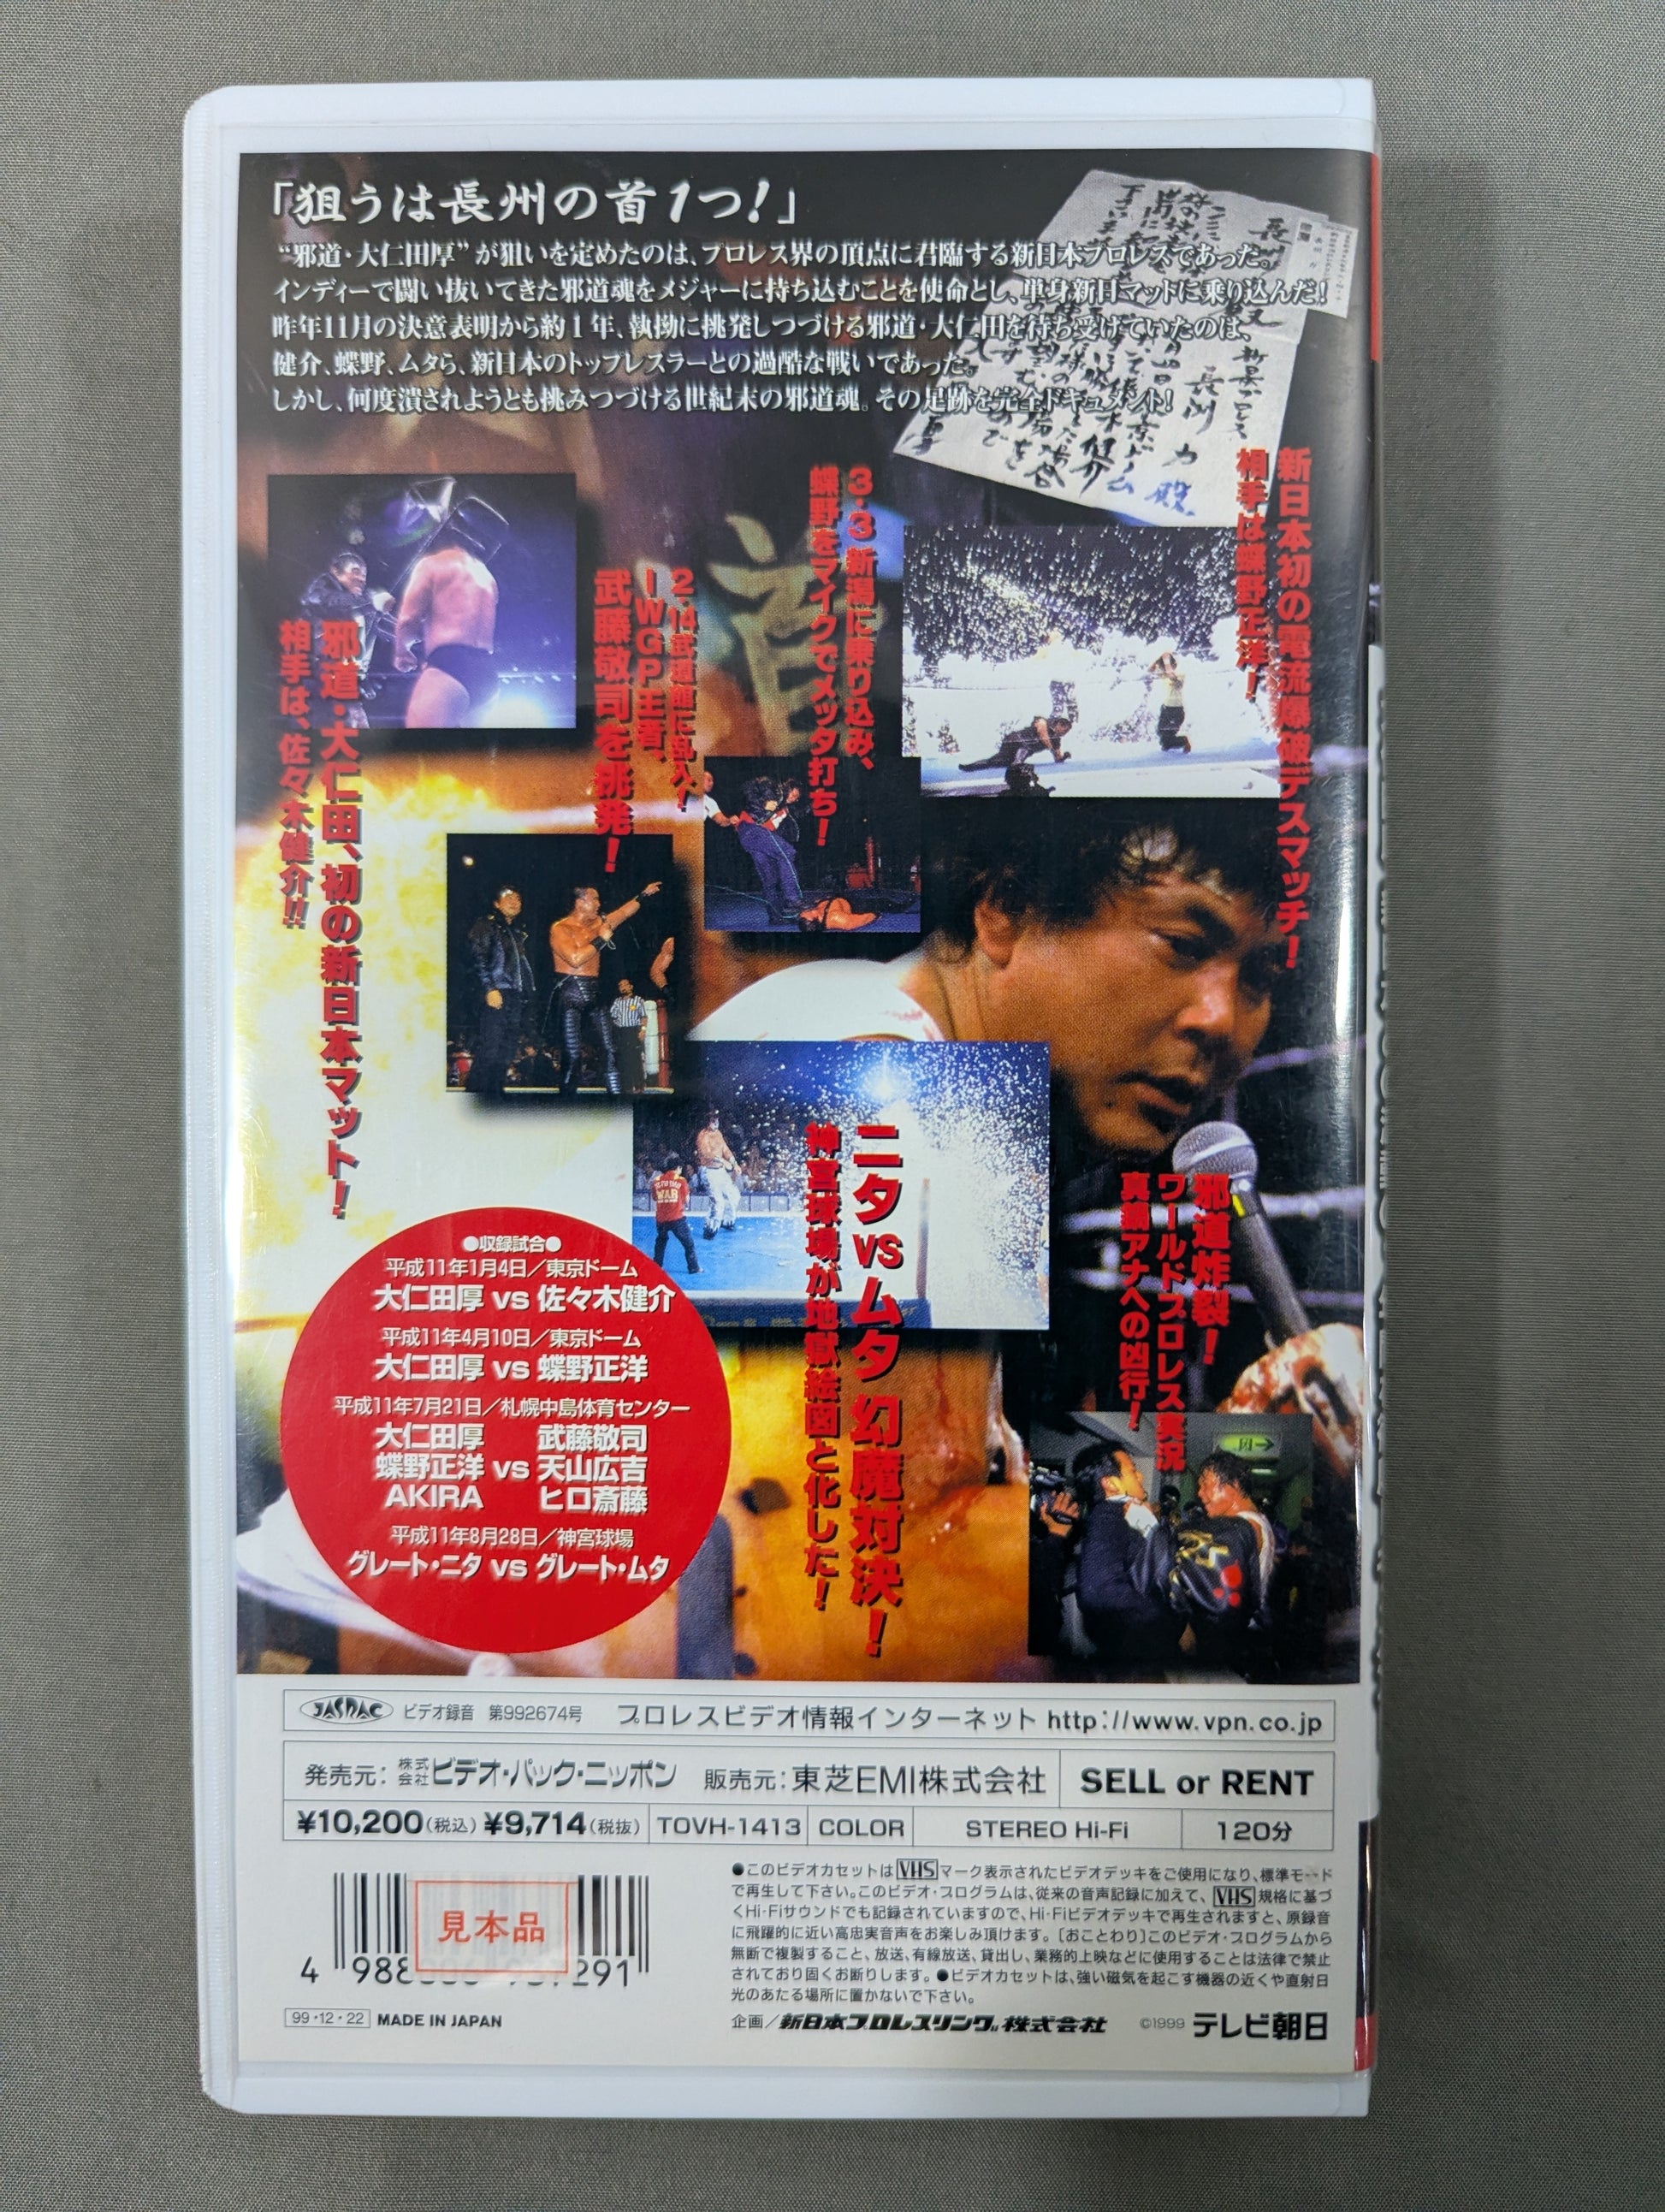 「狙うは長州の首1つ!」
“邪道・大仁田厚”が狙いを定めたのは、プロレス界の頂点に君臨する新日本プロレスであった。
インディーで闘い抜いてきた邪道魂をメジャーに持ち込むことを使命とし、単身新日マットに乗り込んだ!
昨年11月の決意表明から約1年、執拗に挑発しつづける邪道・大仁田を待ち受けていたのは、
健介、蝶野、ムタら、新日本のトップレスラーとの過酷な戦いであった。
しかし、何度潰されようとも挑みつづける世紀末の邪道魂。その足跡を完全ドキュメント!
新日本初の電流爆破デスマッチ!
相手は蝶野正洋!
3・3新潟に乗り込み、
蝶野をマイクでメッタ打ち!
2・14武道館に乱入!
IWGP王者、
武藤敬司を挑発!
邪道・大仁田、初の新日本マット!
相手は、佐々木健介!!
邪道炸裂!
ワールドプロレス実況
真鍋アナへの凶行!
ニタ VS ムタ 幻魔対決!
神宮球場が地獄絵図と化した!
●収録試合●
平成11年1月4日/東京ドーム
大仁田厚 vs 佐々木健介
平成11年4月10日/東京ドーム
大仁田厚 vs 蝶野正洋
平成11年7月21日/札幌中島体育センター
大仁田厚 武藤敬司
蝶野正洋 vs 天山広吉
AKIRA ヒロ斎藤
平成11年8月28日/神宮球場
グレート・ニタ vs グレート・ムタ
JASRAC ビデオ録音 第992674号 プロレスビデオ情報インターネット http://www.vpn.co.jp
発売元:株式会社ビデオ・パック・ニッポン 販売元:東芝EMI株式会社 SELL or RENT
¥10,200(税込) ¥9,714(税抜) TOVH-1413 COLOR STEREO Hi-Fi 120分
●このビデオカセットはVHSマーク表示されたビデオデッキをご使用になり、標準モード
で再生して下さい。このビデオ・プログラムは、従来の音声記録に加えて、VHS規格に基づ
くHi-Fiサウンドでも記録されていますので、Hi-Fiビデオデッキで再生されますと、原録音
に飛躍的に近い高忠実音声をお楽しみ頂けます。〔おことわり〕このビデオ・プログラムから
無断で複製すること、放送、有線放送、貸出し、業務的上映などに使用することは法律で禁止
されており固くお断りします。●ビデオカセットは、強い磁気を起こす機器の近くや直射日
光のあたる場所に置かないで下さい。
見本品
4 988 291
99・12・22 MADE IN JAPAN
企画/新日本プロレスリング株式会社 ©1999 テレビ朝日